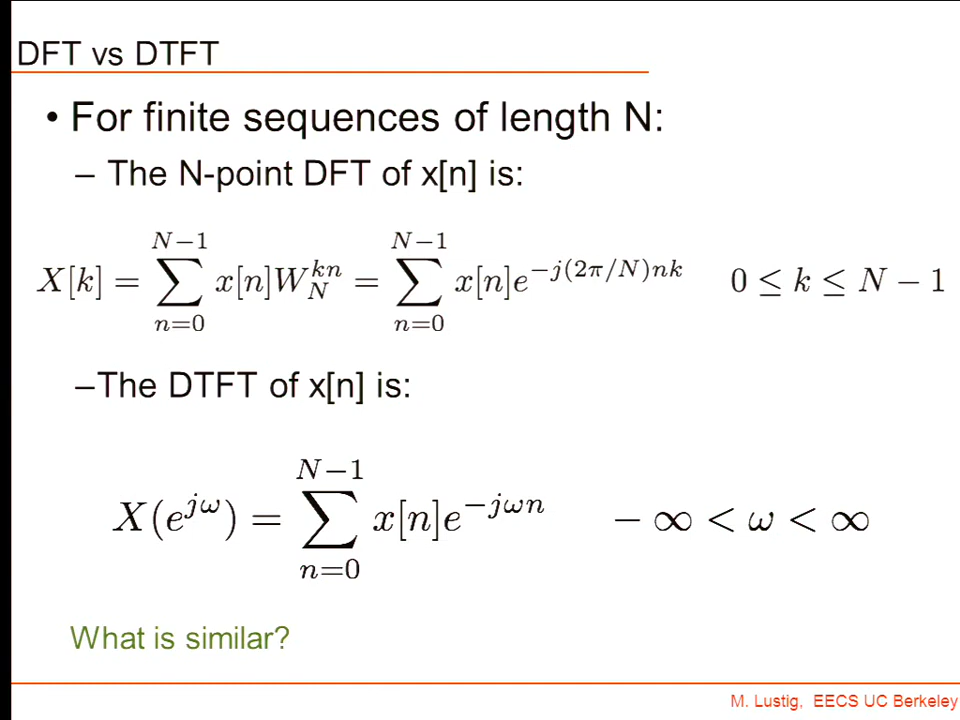 DFT vs DTFT
• For finite sequences of length N:
– The N-point DFT of x[n] is:
X[k] = \sum_{n=0}^{N-1} x[n]W_N^{kn} = \sum_{n=0}^{N-1} x[n]e^{-j(2\pi/N)nk} 0 ≤ k ≤ N − 1
–The DTFT of x[n] is:
X(e^{j\omega}) = \sum_{n=0}^{N-1} x[n]e^{-j\omega n} − ∞ < ω < ∞
What is similar?
M. Lustig, EECS UC Berkeley